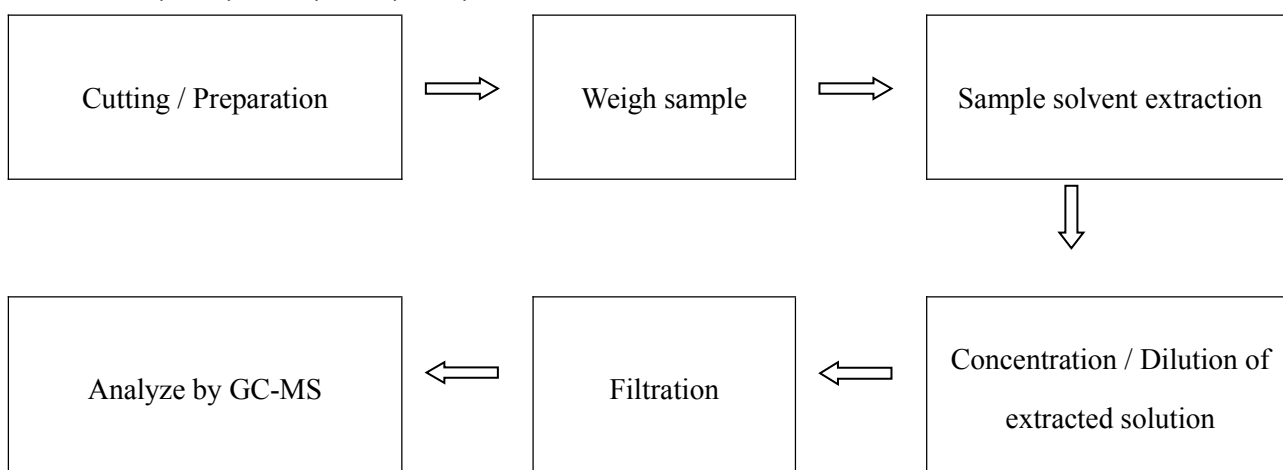 Cutting / Preparation
Weigh sample
Sample solvent extraction
Concentration / Dilution of
extracted solution
Filtration
Analyze by GC-MS